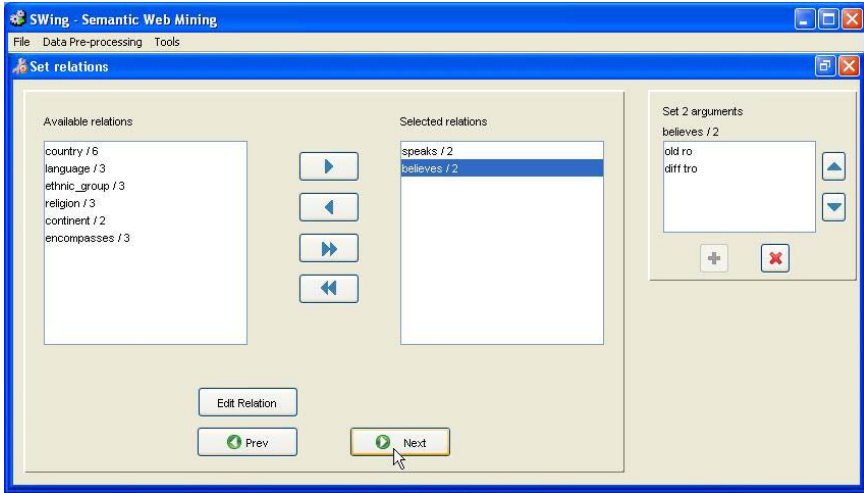 SWing - Semantic Web Mining
File Data Pre-processing Tools
Set relations
Available relations
country / 6
language / 3
ethnic_group / 3
religion / 3
continent / 2
encompasses / 3
Selected relations
speaks / 2
believes / 2
Set 2 arguments
believes / 2
old ro
diff tro
Edit Relation
Prev
Next